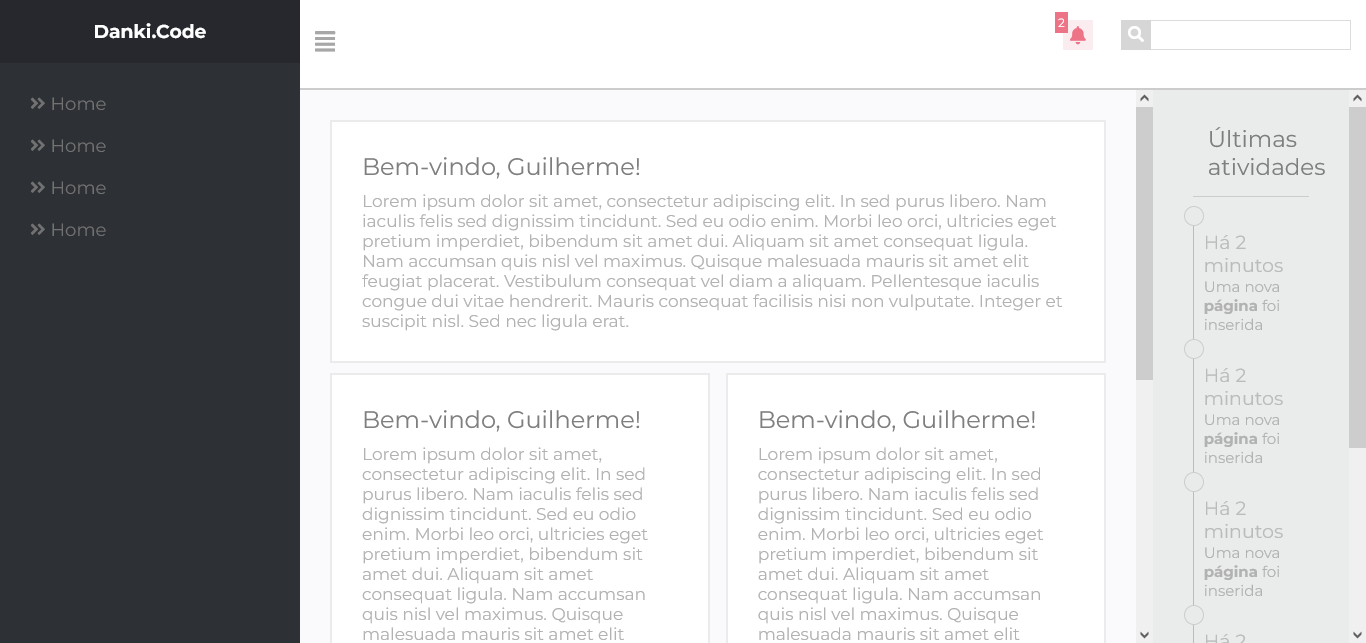 Danki.Code
Home
Home
Home
Home
2
Bem-vindo, Guilherme!
Lorem ipsum dolor sit amet, consectetur adipiscing elit. In sed purus libero. Nam
iaculis felis sed dignissim tincidunt. Sed eu odio enim. Morbi leo orci, ultricies eget
pretium imperdiet, bibendum sit amet dui. Aliquam sit amet consequat ligula.
Nam accumsan quis nisl vel maximus. Quisque malesuada mauris sit amet elit
feugiat placerat. Vestibulum consequat vel diam a aliquam. Pellentesque iaculis
congue dui vitae hendrerit. Mauris consequat facilisis nisi non vulputate. Integer et
suscipit nisl. Sed nec ligula erat.
Bem-vindo, Guilherme!
Lorem ipsum dolor sit amet,
consectetur adipiscing elit. In sed
purus libero. Nam iaculis felis sed
dignissim tincidunt. Sed eu odio
enim. Morbi leo orci, ultricies eget
pretium imperdiet, bibendum sit
amet dui. Aliquam sit amet
consequat ligula. Nam accumsan
quis nisl vel maximus. Quisque
malesuada mauris sit amet elit
Bem-vindo, Guilherme!
Lorem ipsum dolor sit amet,
consectetur adipiscing elit. In sed
purus libero. Nam iaculis felis sed
dignissim tincidunt. Sed eu odio
enim. Morbi leo orci, ultricies eget
pretium imperdiet, bibendum sit
amet dui. Aliquam sit amet
consequat ligula. Nam accumsan
quis nisl vel maximus. Quisque
malesuada mauris sit amet elit
Últimas
atividades
Há 2
minutos
Uma nova
página foi
inserida
Há 2
minutos
Uma nova
página foi
inserida
Há 2
minutos
Uma nova
página foi
inserida
Há 2